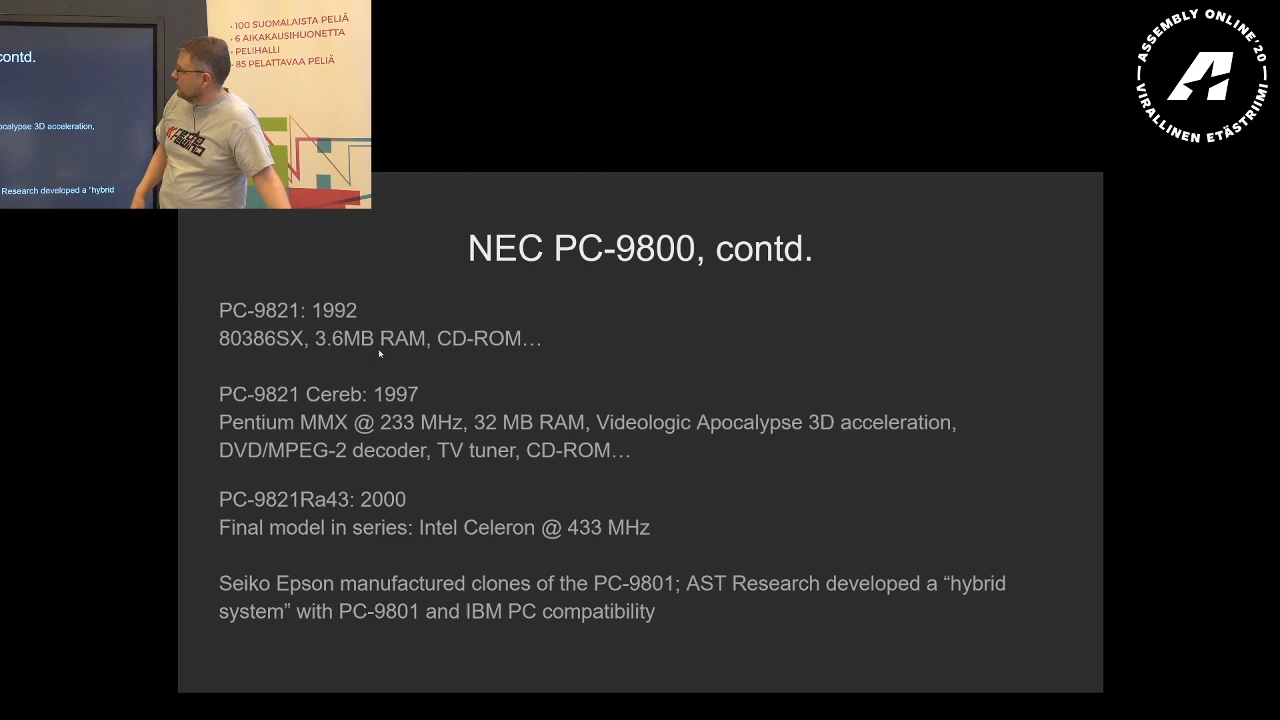 contd.
ocalypse 3D acceleration,
Research developed a “hybrid
• 100 SUOMALAISTA PELIÄ
• 6 AIKAKAUSIHUONETTA
• PELIHALLI
• 85 PELATTAVAA PELIÄ
ASSEMBLY ONLINE'20
VIRALLINEN ETÄSTRIIMI
NEC PC-9800, contd.
PC-9821: 1992
80386SX, 3.6MB RAM, CD-ROM…
PC-9821 Cereb: 1997
Pentium MMX @ 233 MHz, 32 MB RAM, Videologic Apocalypse 3D acceleration,
DVD/MPEG-2 decoder, TV tuner, CD-ROM…
PC-9821Ra43: 2000
Final model in series: Intel Celeron @ 433 MHz
Seiko Epson manufactured clones of the PC-9801; AST Research developed a “hybrid
system” with PC-9801 and IBM PC compatibility